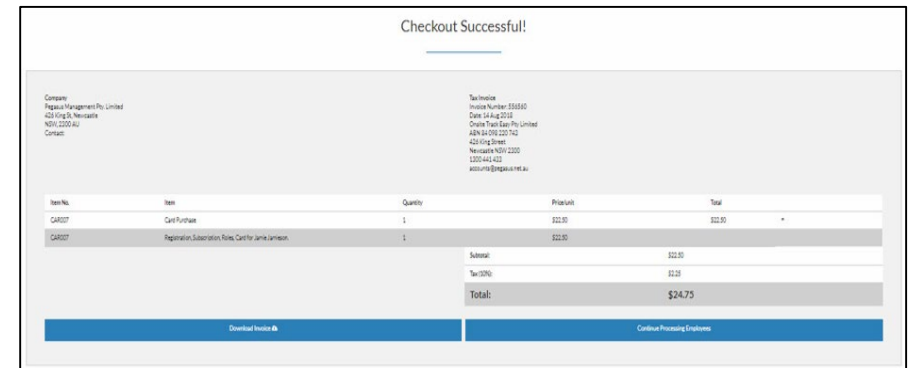 Checkout Successful!
Company
Pegasus Management Pty. Limited
426 King St, Newcastle
NSW, 2300 AU
Contact:
Tax Invoice
Invoice Number: 556560
Date: 14 Aug 2018
Onsite Track Easy Pty Limited
ABN 84 098 220 743
426 King Street
Newcastle NSW 2300
1300 441 433
accounts@pegasus.net.au
Item No. Item Quantity Price/unit Total
CAR007 Card Purchase 1 $22.50 $22.50
CAR007 Registration, Subscription, Roles, Card for Jamie Jamieson. 1 $22.50
Subtotal: $22.50
Tax (10%): $2.25
Total: $24.75
Download Invoice
Continue Processing Employees